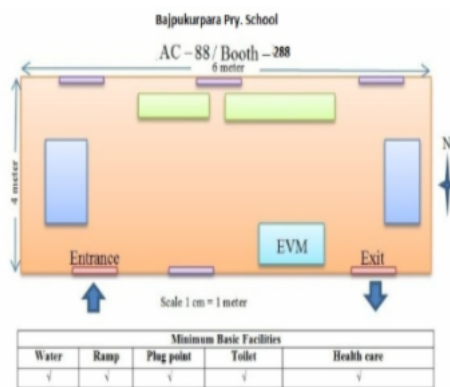 Bajpukurpara Pry. School
AC - 88/ Booth - 288
6 meter
4 meter
N
EVM
Entrance
Exit
Scale 1 cm = 1 meter
Minimum Basic Facilities
Water Ramp Plug point Toilet Health care
√ √ √ √ √